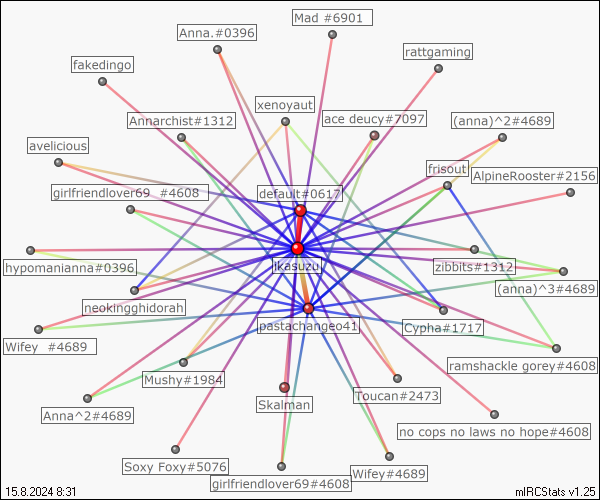 Mad #6901
Anna.#0396
rattgaming
fakedingo
xenoyaut
Annarchist#1312
ace deucy#7097
(anna)^2#4689
avelicious
frisout
AlpineRooster#2156
girlfriendlover69_#4608
default#0617
jkasuzu
hypomanianna#0396
zibbits#1312
(anna)^3#4689
neokingghidorah
pastachangeo41
Cypha#1717
Wifey  #4689
ramshackle gorey#4608
Mushy#1984
Toucan#2473
Anna^2#4689
Skalman
no cops no laws no hope#4608
Soxy Foxy#5076
Wifey#4689
girlfriendlover69#4608
15.8.2024 8:31
mIRCStats v1.25